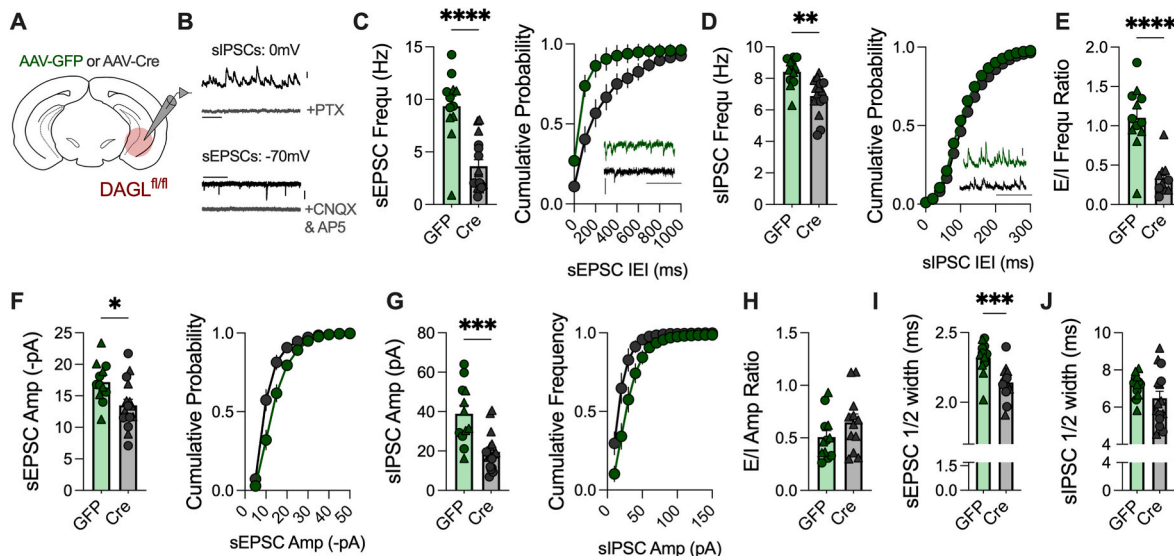 A
AAV-GFP or AAV-Cre
DAGLfl/fl
B
sIPSCs: 0mV
+PTX
sEPSCs: -70mV
+CNQX
& AP5
C
****
sEPSC Frequ (Hz)
15
10
5
0
GFP
Cre
Cumulative Probability
1.0
0.5
0.0
0
200
400
600
800
1000
sEPSC IEI (ms)
D
**
sIPSC Frequ (Hz)
10
8
6
4
2
0
GFP
Cre
Cumulative Probability
1.0
0.5
0.0
0
100
200
300
sIPSC IEI (ms)
E
****
E/I Frequ Ratio
2.0
1.5
1.0
0.5
0.0
GFP
Cre
F
*
sEPSC Amp (-pA)
25
20
15
10
5
0
GFP
Cre
Cumulative Probability
1.0
0.5
0.0
10
20
30
40
50
sEPSC Amp (-pA)
G
***
sIPSC Amp (pA)
80
60
40
20
0
GFP
Cre
Cumulative Frequency
1.0
0.5
0.0
0
50
100
150
sIPSC Amp (pA)
H
E/I Amp Ratio
1.5
1.0
0.5
0.0
GFP
Cre
I
***
sEPSC 1/2 width (ms)
2.5
2.0
1.5
0.0
GFP
Cre
J
sIPSC 1/2 width (ms)
10
8
6
4
4
0
GFP
Cre